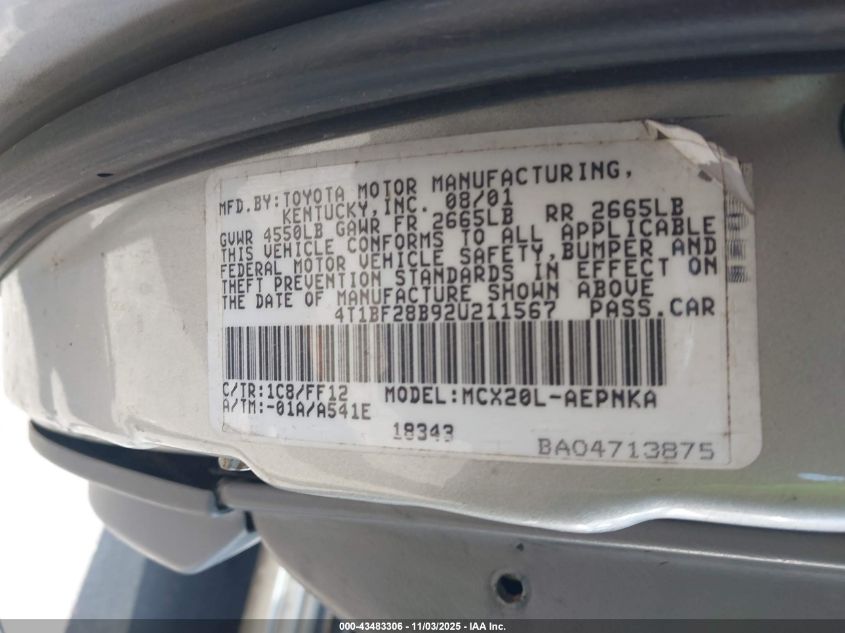 MFD.BY:TOYOTA MOTOR MANUFACTURING,
KENTUCKY,INC. 08/01
GVWR 4550LB GAWR FR 2665LB RR 2665LB
THIS VEHICLE CONFORMS TO ALL APPLICABLE
FEDERAL MOTOR VEHICLE SAFETY,BUMPER AND
THEFT PREVENTION STANDARDS IN EFFECT ON
THE DATE OF MANUFACTURE SHOWN ABOVE
4T1BF28B92U211567 PASS.CAR
C/TR:1C8/FF12 MODEL:MCX20L-AEPNKA
A/TM:-01A/A541E
18343
BA04713875
000-43483306 - 11/03/2025 - IAA Inc.